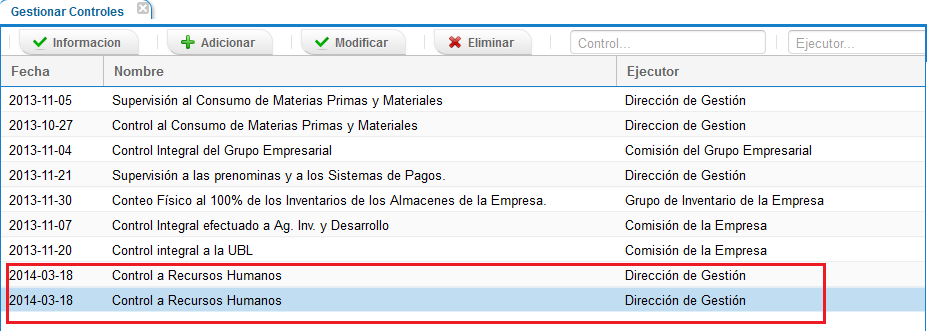 Gestionar Controles
Informacion Adicionar Modificar Eliminar Control... Ejecutor...
Fecha Nombre Ejecutor
2013-11-05 Supervisión al Consumo de Materias Primas y Materiales Dirección de Gestión
2013-10-27 Control al Consumo de Materias Primas y Materiales Direccion de Gestion
2013-11-04 Control Integral del Grupo Empresarial Comisión del Grupo Empresarial
2013-11-21 Supervisión a las prenominas y a los Sistemas de Pagos. Dirección de Gestión
2013-11-30 Conteo Físico al 100% de los Inventarios de los Almacenes de la Empresa. Grupo de Inventario de la Empresa
2013-11-07 Control Integral efectuado a Ag. Inv. y Desarrollo Comisión de la Empresa
2013-11-20 Control integral a la UBL Comisión de la Empresa
2014-03-18 Control a Recursos Humanos Dirección de Gestión
2014-03-18 Control a Recursos Humanos Dirección de Gestión